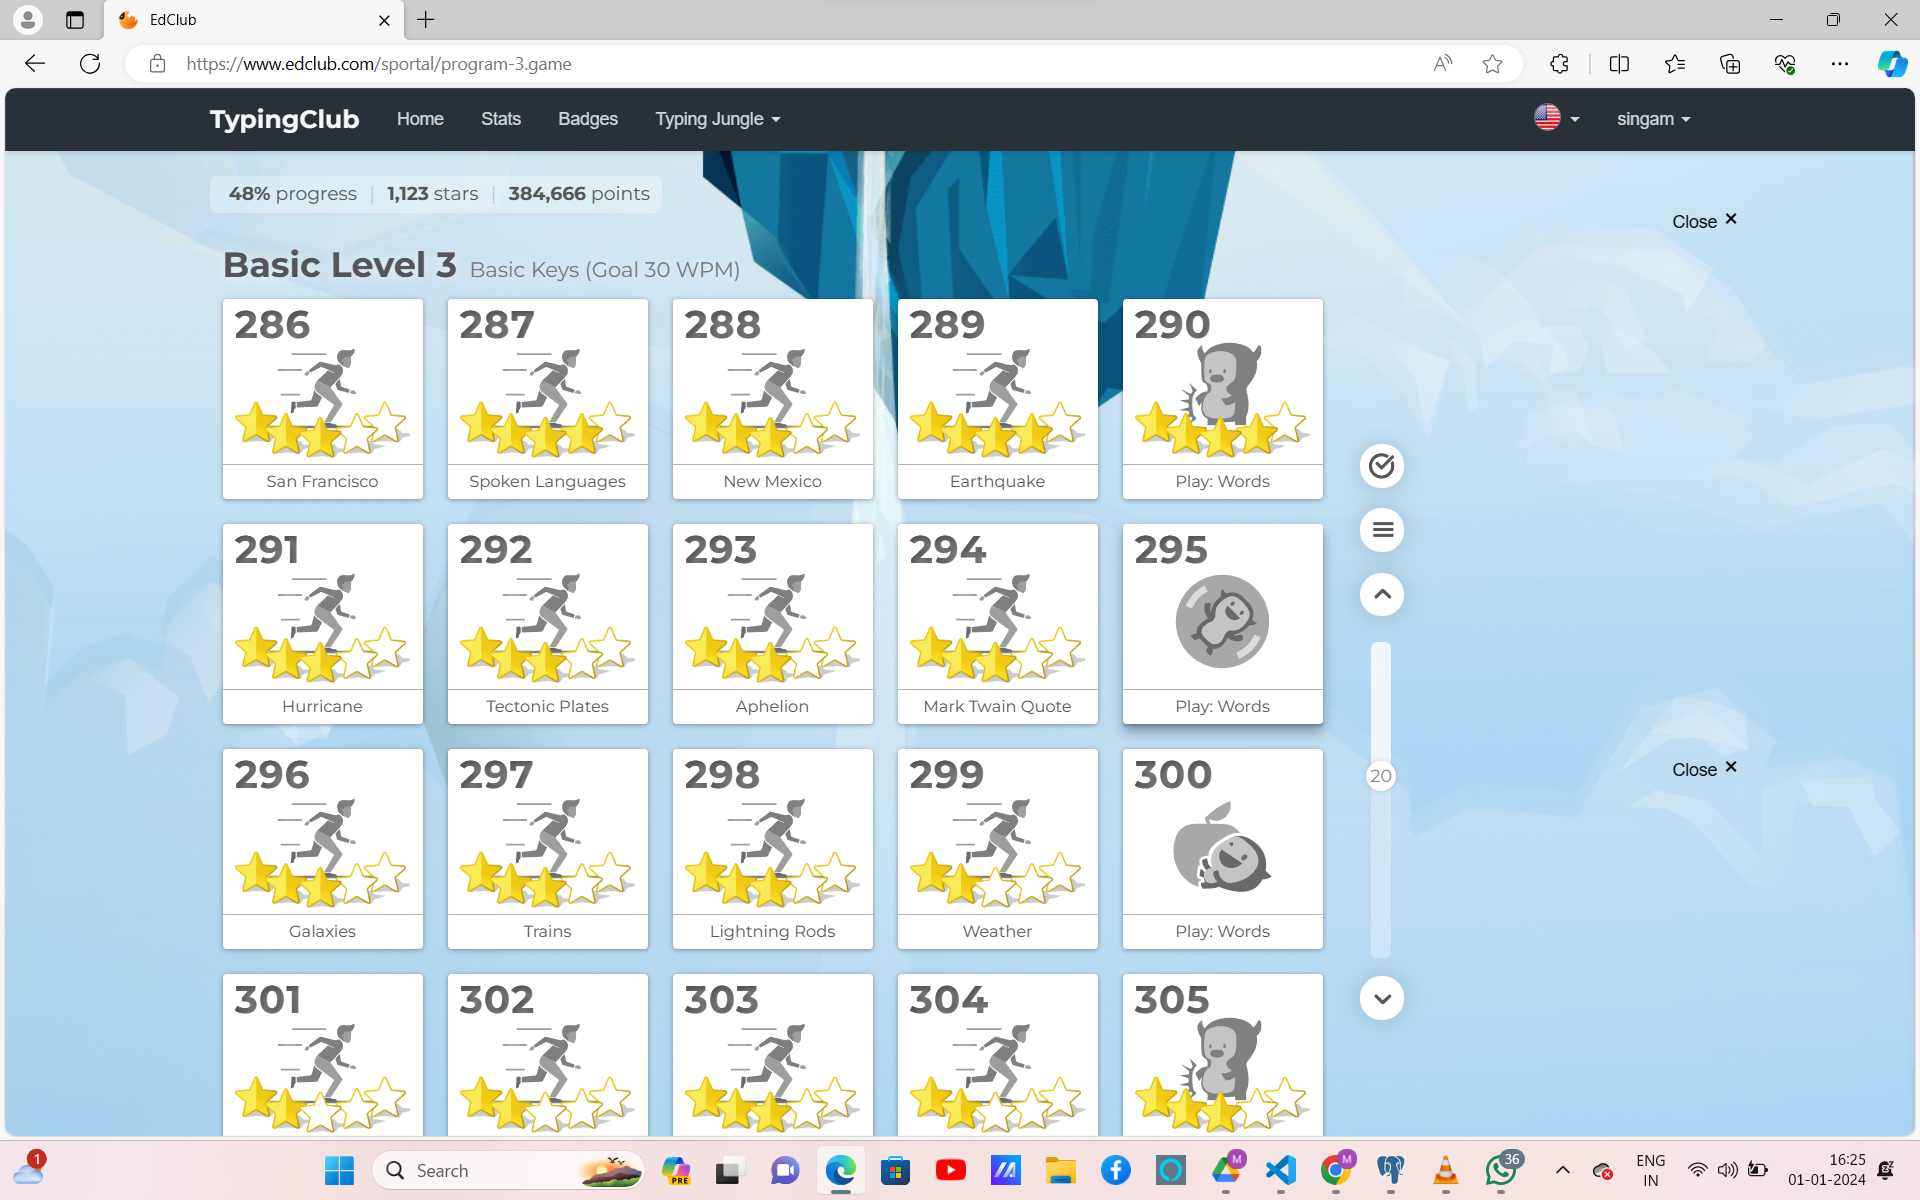 EdClub
https://www.edclub.com/sportal/program-3.game
TypingClub
Home
Stats
Badges
Typing Jungle
singam
48% progress
1,123 stars
384,666 points
Close ×
Basic Level 3 Basic Keys (Goal 30 WPM)
286
287
288
289
290
San Francisco
Spoken Languages
New Mexico
Earthquake
Play: Words
291
292
293
294
295
Hurricane
Tectonic Plates
Aphelion
Mark Twain Quote
Play: Words
296
297
298
299
300
20
Close ×
Galaxies
Trains
Lightning Rods
Weather
Play: Words
301
302
303
304
305
1
Search
PRE
M
M
36
ENG
IN
16:25
01-01-2024